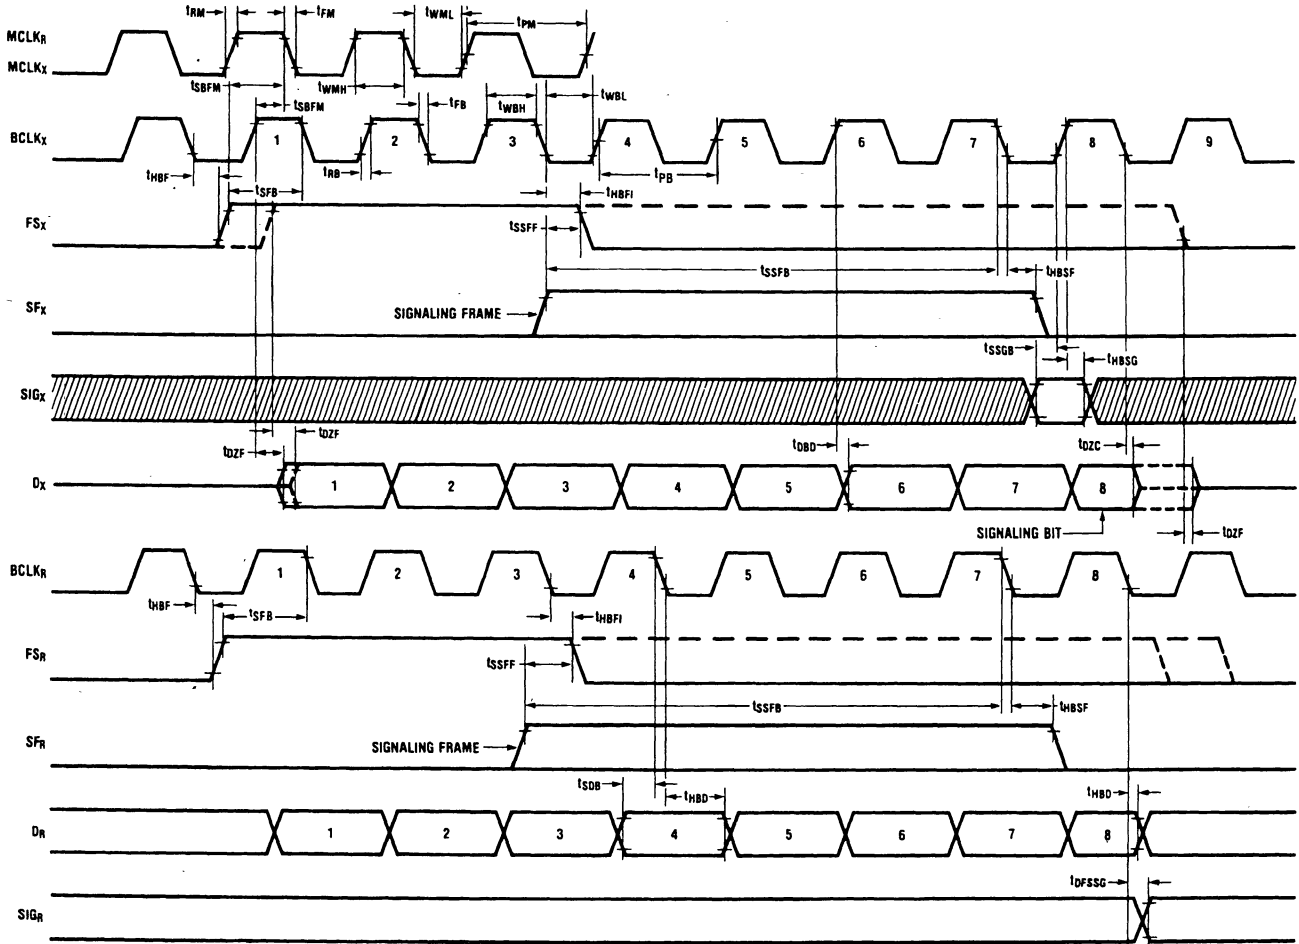 tRM tFM tWML tPM
MCLKR
MCLKX
tSBFM tWMH tFB tWBH tWBL
tSBFM
BCLKX 1 2 3 4 5 6 7 8 9
tHBF tSFB tRB tPB
tHBFI
FSX
tSSFF
tSSFB tHBSF
SFX SIGNALING FRAME
tSSGB tHBSG
SIGX
tDZF tDZF tDBD tDZC
DX 1 2 3 4 5 6 7 8
SIGNALING BIT tDZF
BCLKR 1 2 3 4 5 6 7 8
tHBF tSFB tHBFI
FSR
tSSFF
tSSFB tHBSF
SFR SIGNALING FRAME
tSDB tHBD tHBD
DR 1 2 3 4 5 6 7 8
tDFSSG
SIGR